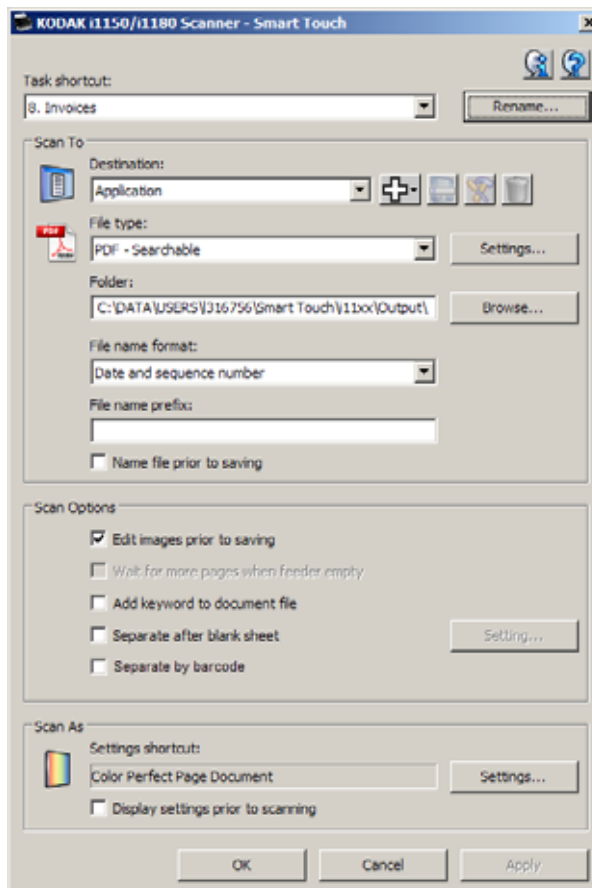 KODAK i1150/i1180 Scanner - Smart Touch
Task shortcut:
8. Invoices
Rename...
Scan To
Destination:
Application
PDF
File type:
PDF - Searchable
Settings...
Folder:
C:\DATA\USERS\J316756\Smart Touch\i11xx\Output\
Browse...
File name format:
Date and sequence number
File name prefix:
Name file prior to saving
Scan Options
Edit images prior to saving
Wait for more pages when feeder empty
Add keyword to document file
Separate after blank sheet
Setting...
Separate by barcode
Scan As
Settings shortcut:
Color Perfect Page Document
Settings...
Display settings prior to scanning
OK
Cancel
Apply